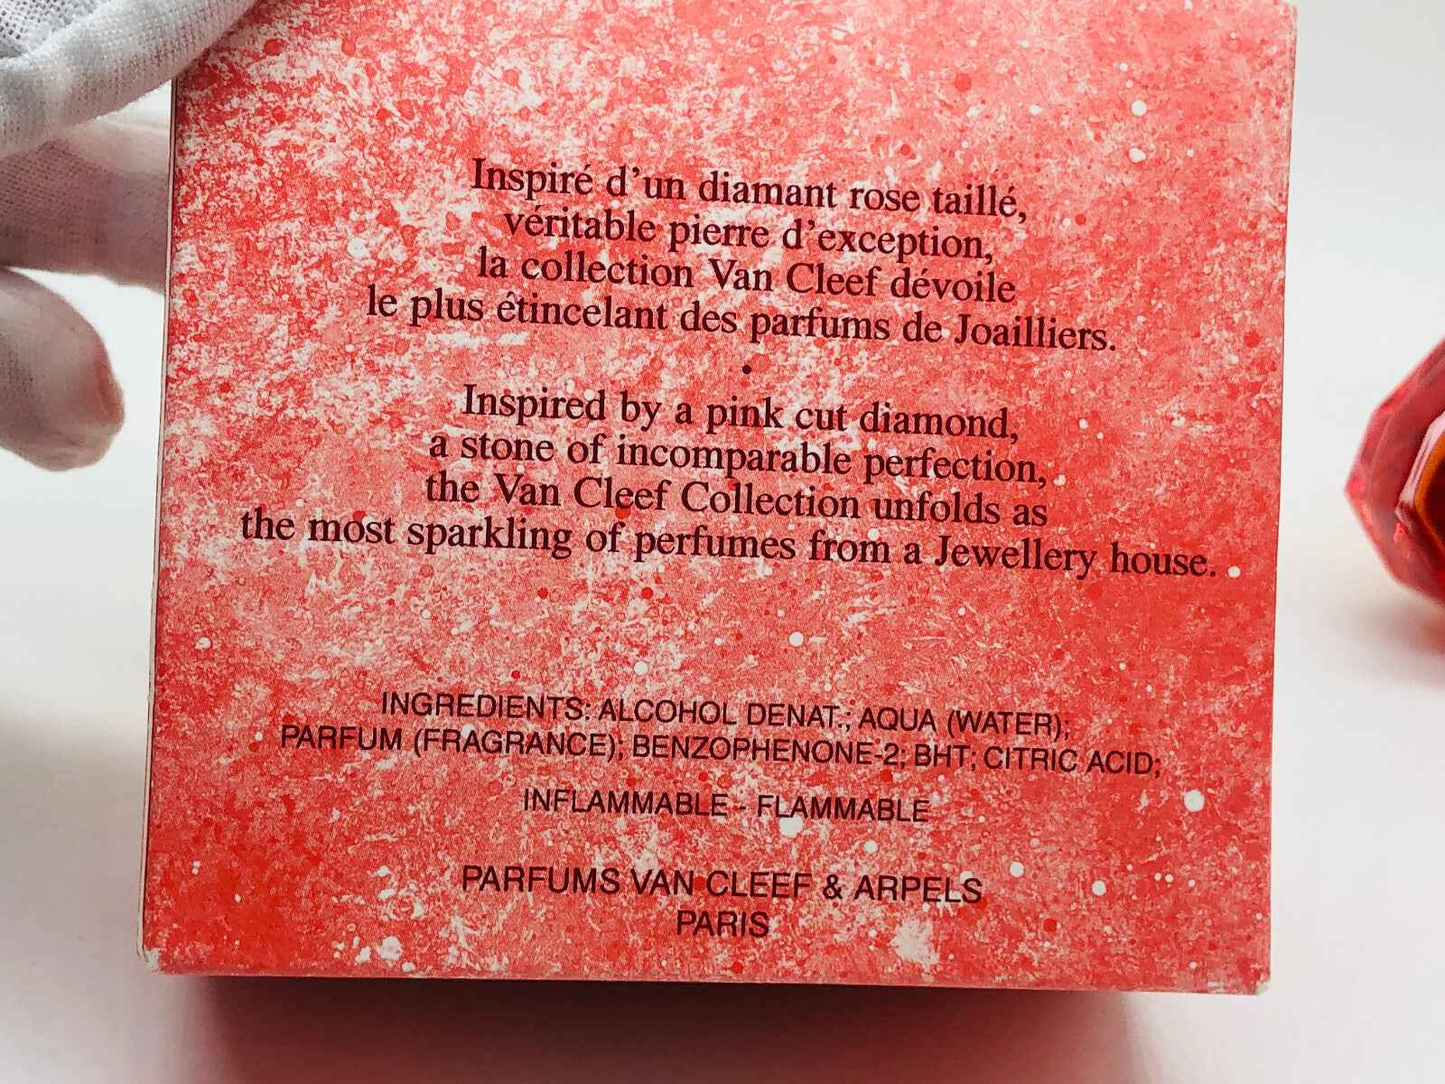 Inspiré d'un diamant rose taillé,
véritable pierre d'exception,
la collection Van Cleef dévoile
le plus étincelant des parfums de Joailliers.
•
Inspired by a pink cut diamond,
a stone of incomparable perfection,
the Van Cleef Collection unfolds as
the most sparkling of perfumes from a Jewellery house.
INGREDIENTS: ALCOHOL DENAT.; AQUA (WATER);
PARFUM (FRAGRANCE); BENZOPHENONE-2; BHT; CITRIC ACID;
INFLAMMABLE - FLAMMABLE
PARFUMS VAN CLEEF & ARPELS
PARIS